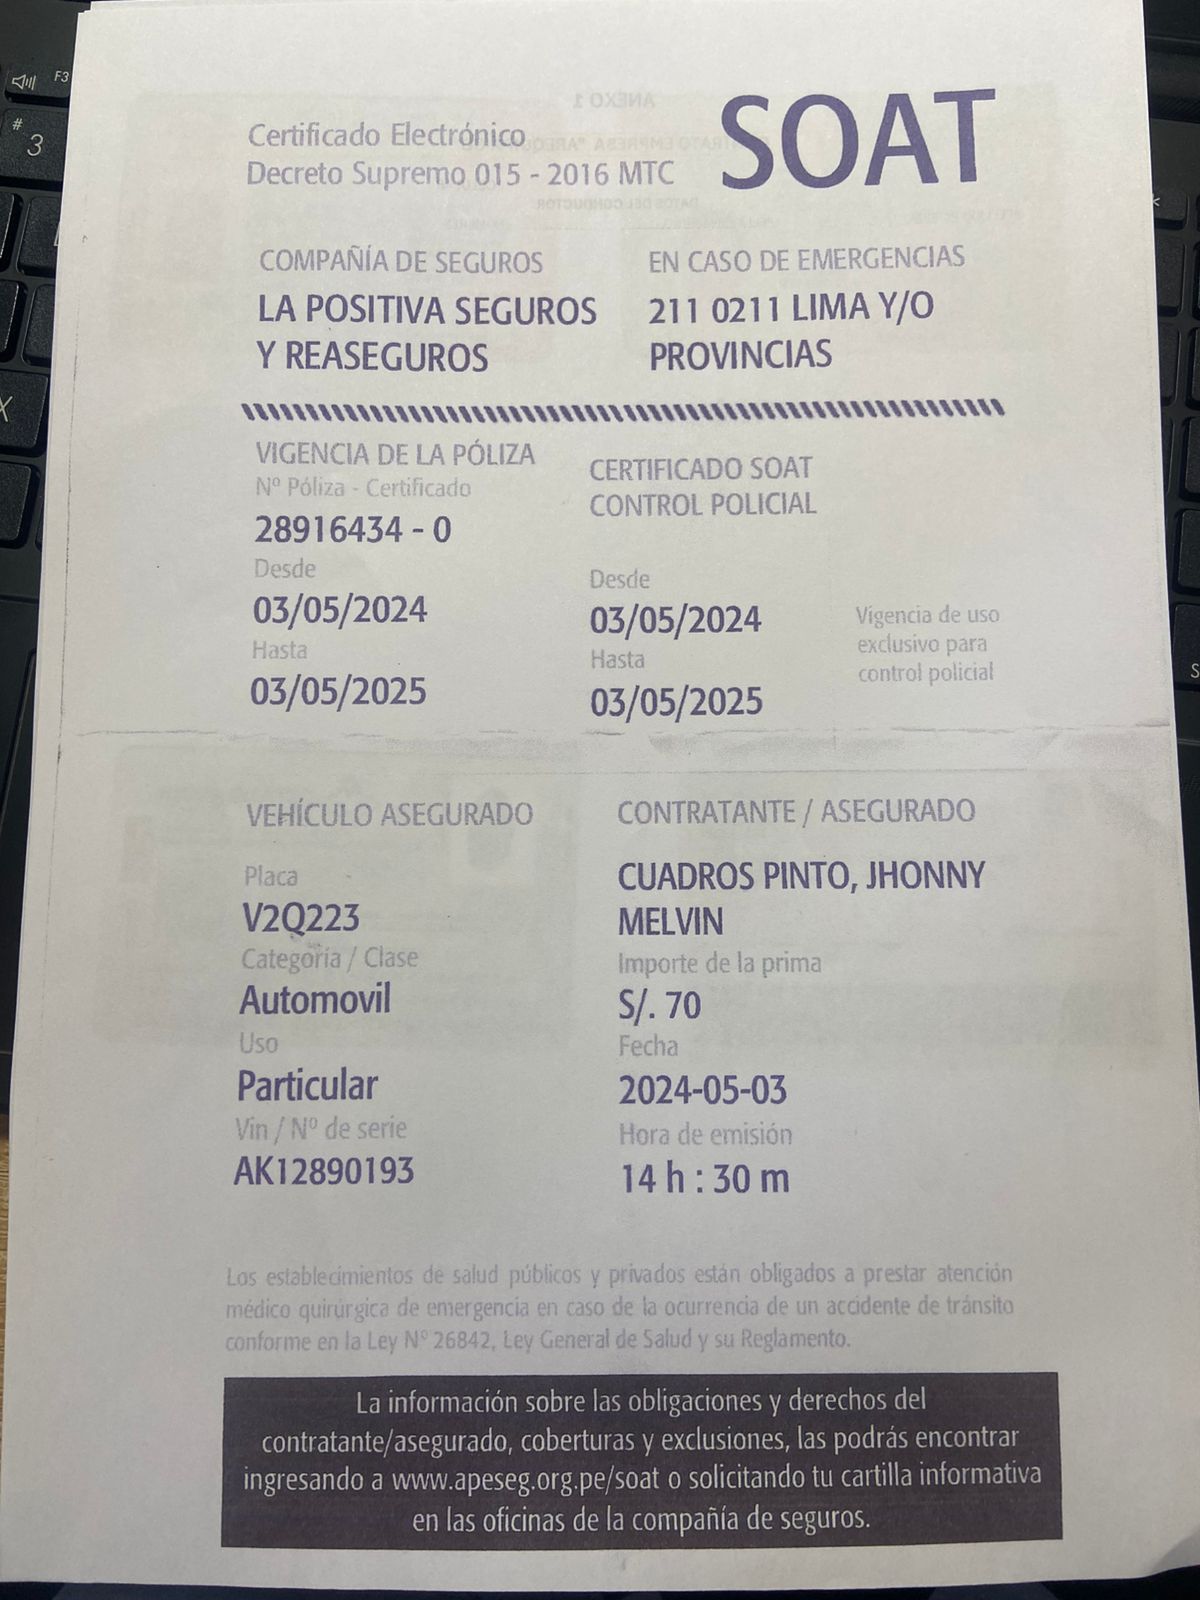 Certificado Electrónico
Decreto Supremo 015 - 2016 MTC
SOAT
COMPAÑÍA DE SEGUROS
LA POSITIVA SEGUROS
Y REASEGUROS
EN CASO DE EMERGENCIAS
211 0211 LIMA Y/O
PROVINCIAS
VIGENCIA DE LA PÓLIZA
Nº Póliza - Certificado
28916434 - 0
Desde
03/05/2024
Hasta
03/05/2025
CERTIFICADO SOAT
CONTROL POLICIAL
Desde
03/05/2024
Hasta
03/05/2025
Vigencia de uso
exclusivo para
control policial
VEHÍCULO ASEGURADO
Placa
V2Q223
Categoría / Clase
Automovil
Uso
Particular
Vin / Nº de serie
AK12890193
CONTRATANTE / ASEGURADO
CUADROS PINTO, JHONNY
MELVIN
Importe de la prima
S/. 70
Fecha
2024-05-03
Hora de emisión
14 h : 30 m
Los establecimientos de salud públicos y privados están obligados a prestar atención
médico quirúrgica de emergencia en caso de la ocurrencia de un accidente de tránsito
conforme en la Ley Nº 26842, Ley General de Salud y su Reglamento.
La información sobre las obligaciones y derechos del
contratante/asegurado, coberturas y exclusiones, las podrás encontrar
ingresando a www.apeseg.org.pe/soat o solicitando tu cartilla informativa
en las oficinas de la compañía de seguros.
F3
#
3
X